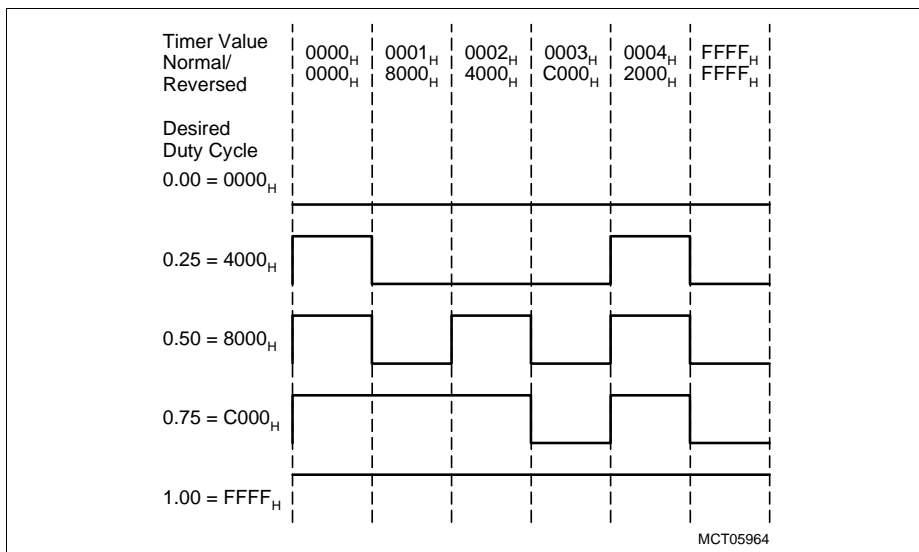 Timer Value
Normal/
Reversed
0000H 0001H 0002H 0003H 0004H FFFFH
0000H 8000H 4000H C000H 2000H FFFFH
Desired
Duty Cycle
0.00 = 0000H
0.25 = 4000H
0.50 = 8000H
0.75 = C000H
1.00 = FFFFH
MCT05964